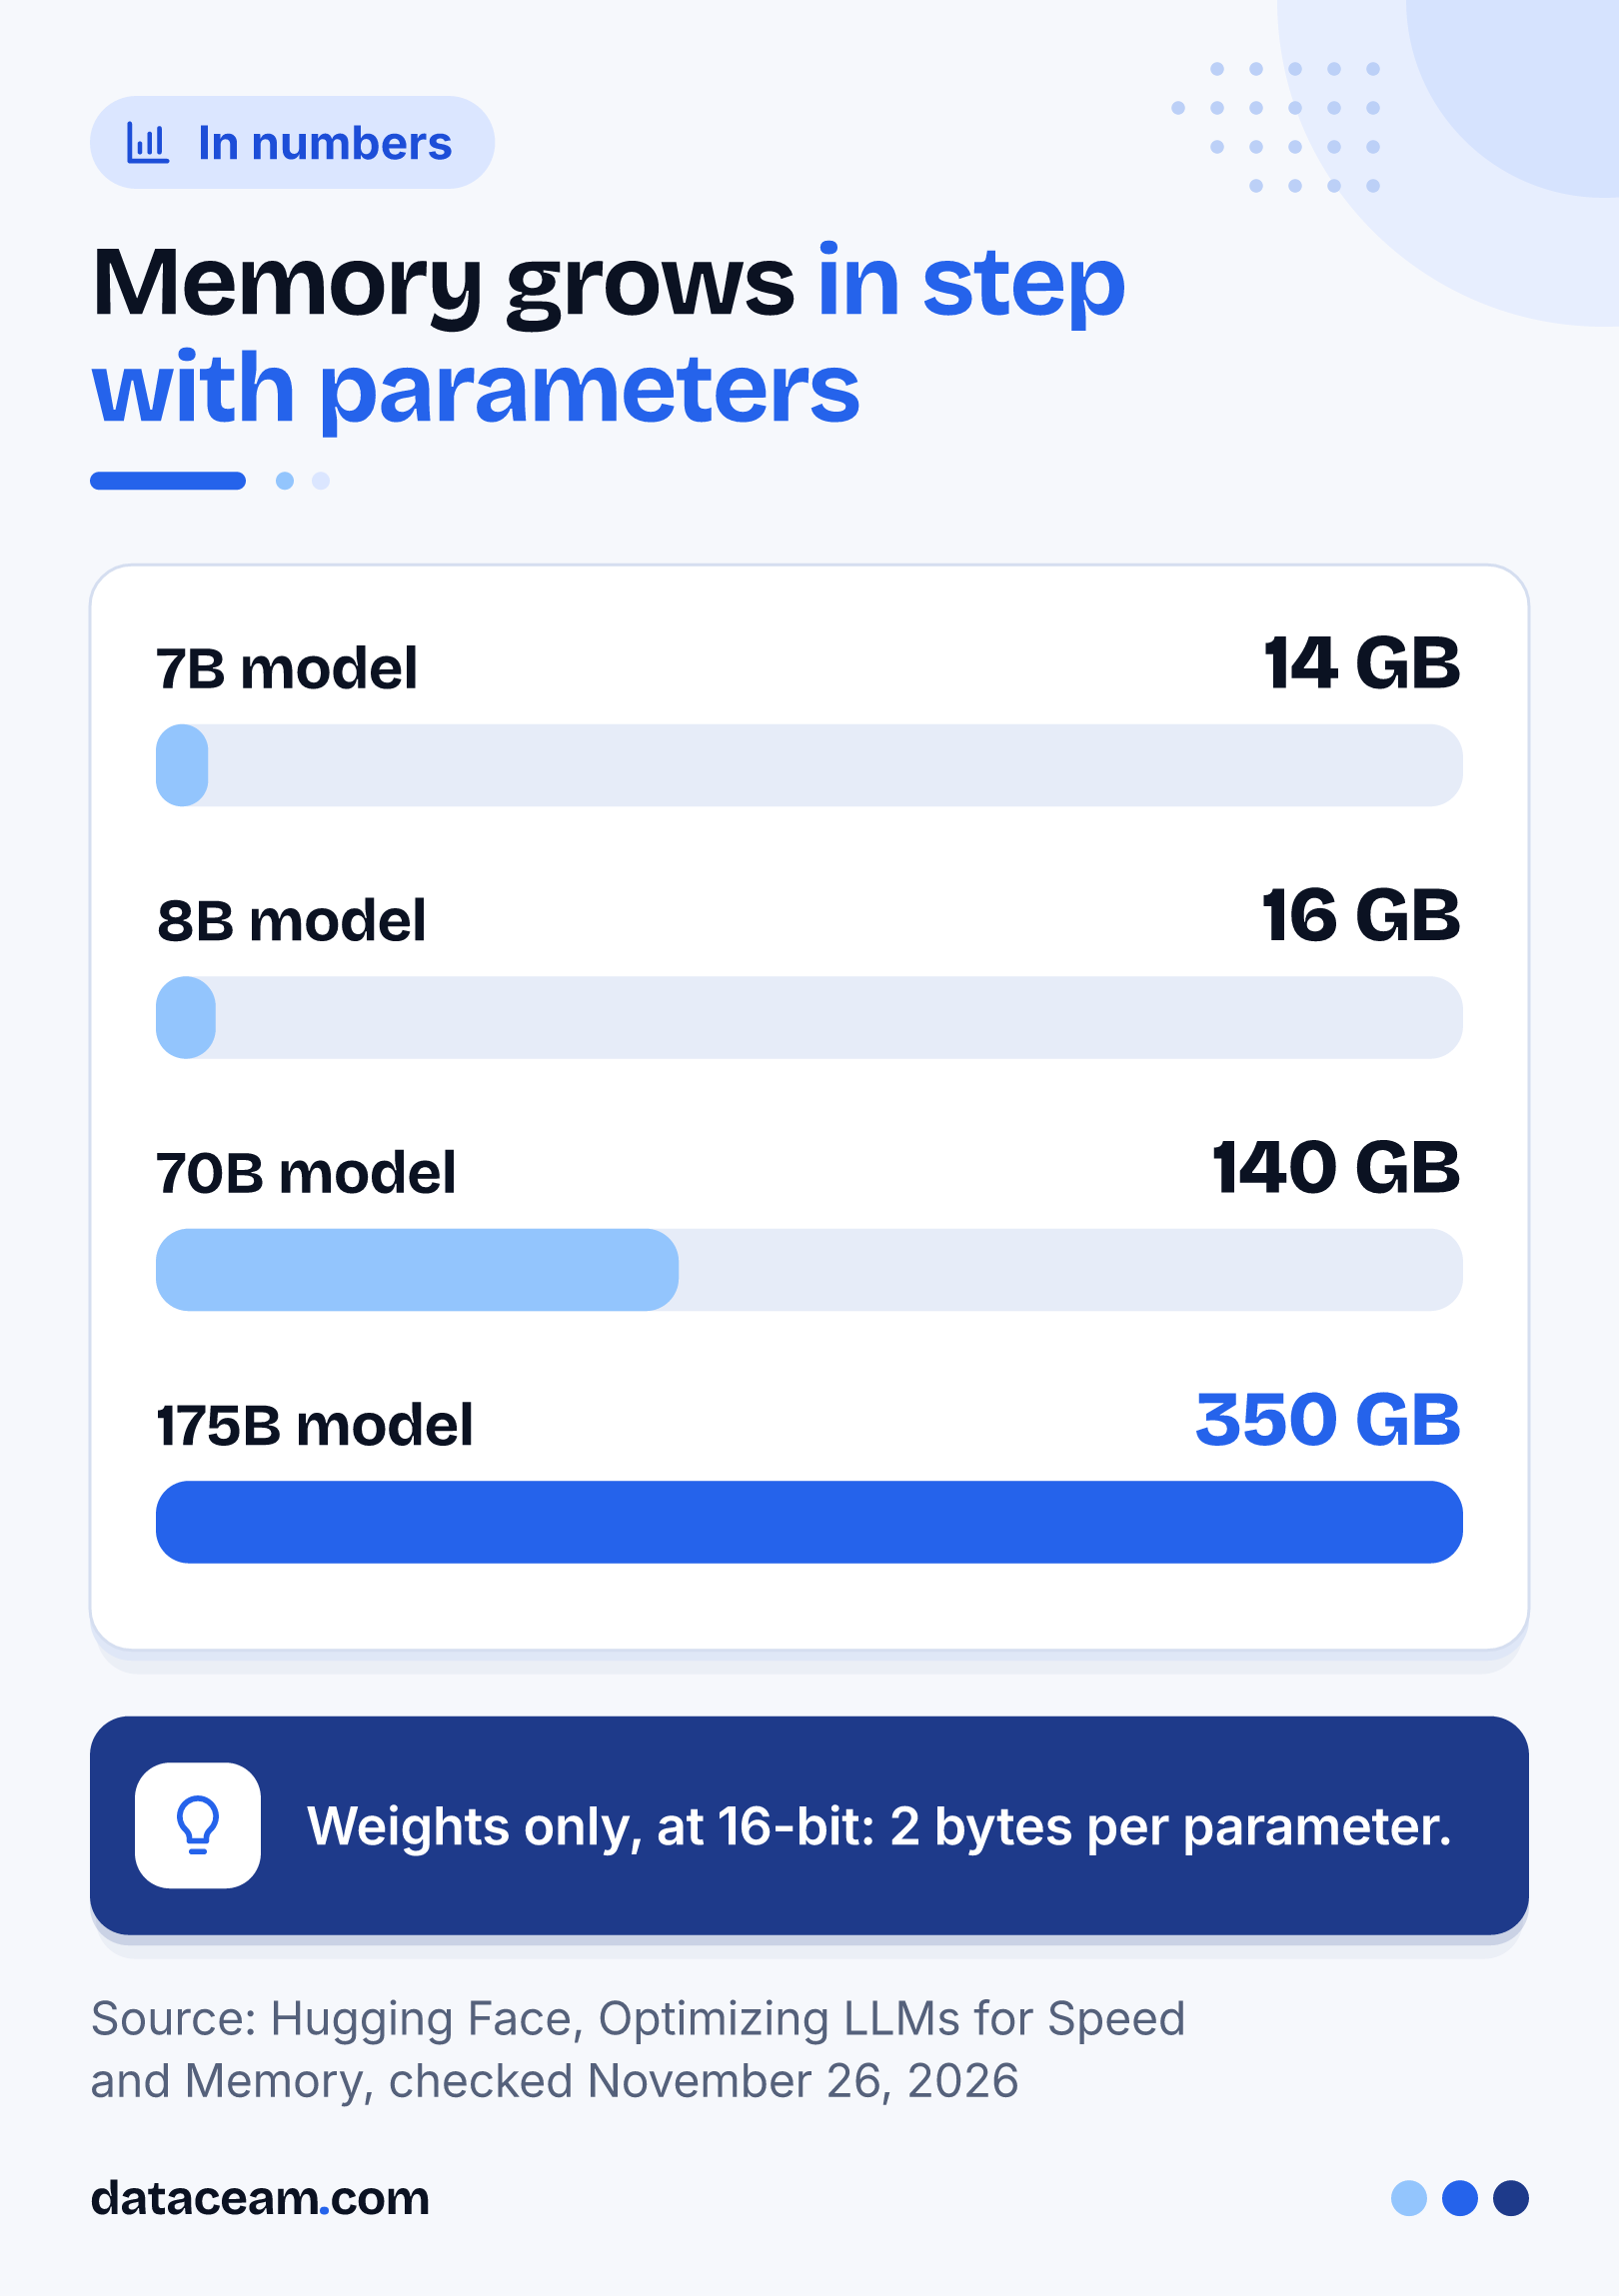 In numbers
Memory grows in step
with parameters
7B model 14 GB
8B model 16 GB
70B model 140 GB
175B model 350 GB
Weights only, at 16-bit: 2 bytes per parameter.
Source: Hugging Face, Optimizing LLMs for Speed
and Memory, checked November 26, 2026
dataceam.com